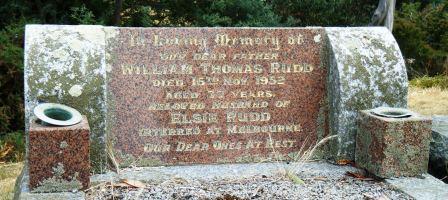 In Loving Memory of
OUR DEAR FATHER
WILLIAM THOMAS RUDD
DIED 15TH NOV. 1952
AGED 77 YEARS.
BELOVED HUSBAND OF
ELSIE RUDD
INTERRED AT MELBOURNE.
OUR DEAR ONES AT REST.